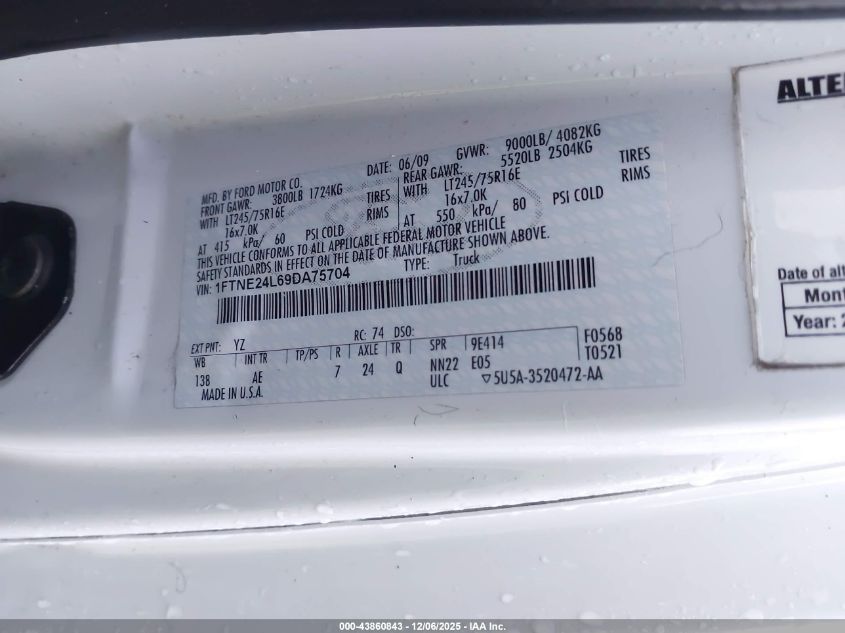 MFD. BY FORD MOTOR CO.
DATE: 06/09
GVWR: 9000LB/ 4082KG
FRONT GAWR: 3800LB 1724KG
REAR GAWR: 5520LB 2504KG
WITH LT245/75R16E TIRES
WITH LT245/75R16E TIRES
16x7.0K RIMS
16x7.0K RIMS
AT 415 kPa/ 60 PSI COLD
AT 550 kPa/ 80 PSI COLD
THIS VEHICLE CONFORMS TO ALL APPLICABLE FEDERAL MOTOR VEHICLE
SAFETY STANDARDS IN EFFECT ON THE DATE OF MANUFACTURE SHOWN ABOVE.
VIN: 1FTNE24L69DA75704
TYPE: Truck
EXT PNT: YZ
RC: 74 DSO:
F0568
WB INT TR TP/PS R AXLE TR SPR 9E414
T0521
138 AE 7 24 Q NN22 E05
MADE IN U.S.A.
ULC ▽5U5A-3520472-AA
ALTE
Date of alt
Mont
Year: 2
000-43860843 - 12/06/2025 - IAA Inc.